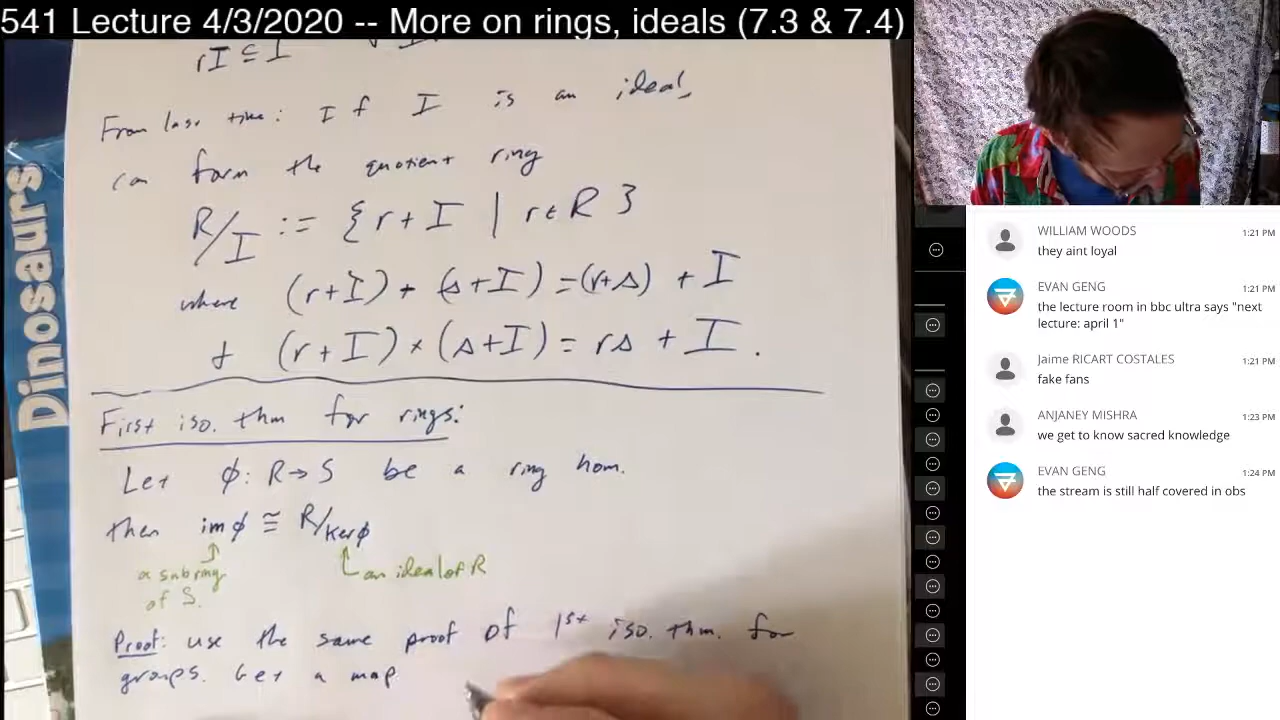 541 Lecture 4/3/2020 -- More on rings, ideals (7.3 & 7.4)
rI ⊆ I
From last time: If I is an ideal,
can form the quotient ring
R/I := {r+I | r∈R}
where (r+I) + (s+I) = (r+s) + I
+ (r+I) × (s+I) = rs + I.
First iso. thm for rings:
Let φ: R→S be a ring hom.
then im φ ≅ R/ker φ
a subring
of S.
an ideal of R
Proof: use the same proof of 1st iso. thm. for
groups. Get a map
Dinosaurs
WILLIAM WOODS 1:21 PM
they aint loyal
EVAN GENG 1:21 PM
the lecture room in bbc ultra says "next
lecture: april 1"
Jaime RICART COSTALES 1:21 PM
fake fans
ANJANEY MISHRA 1:23 PM
we get to know sacred knowledge
EVAN GENG 1:24 PM
the stream is still half covered in obs